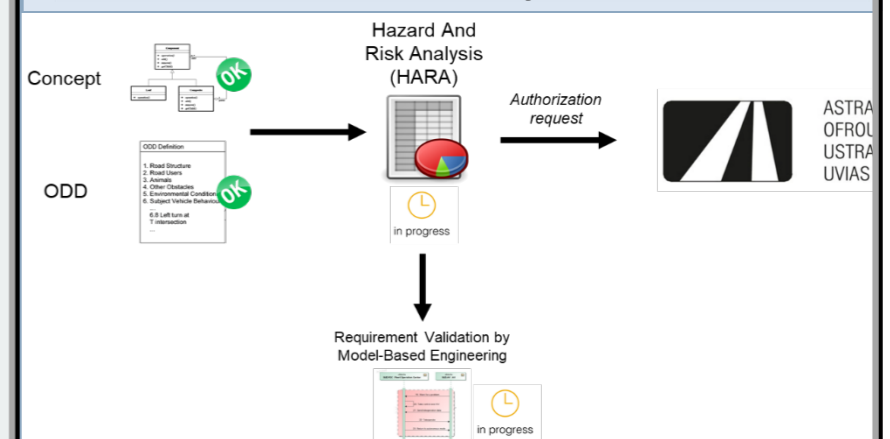 Hazard And
Risk Analysis
(HARA)
Concept
OK
Authorization
request
ASTRA
OFROU
USTRA
UVIAS
ODD
ODD Definition
1. Road Structure
2. Road Users
3. Animals
4. Other Obstacles
5. Environmental Condition
6. Subject Vehicle Behaviou
...
6.8 Left turn at
T intersection
...
OK
in progress
Requirement Validation by
Model-Based Engineering
in progress